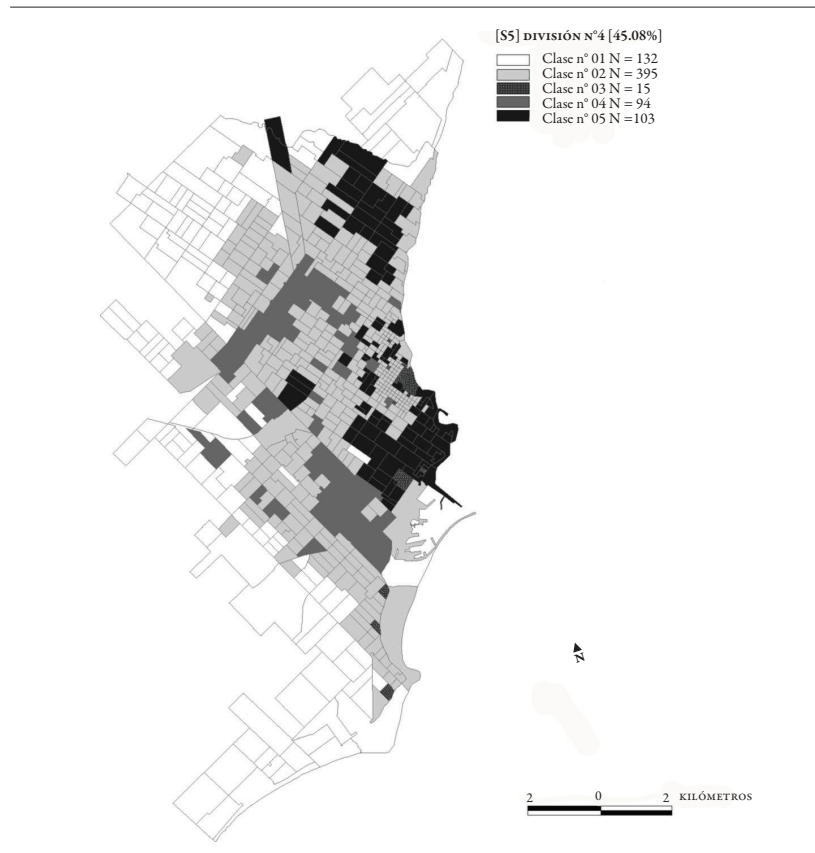 [S5] DIVISIÓN N°4 [45.08%]
Clase n° 01 N = 132
Clase n° 02 N = 395
Clase n° 03 N = 15
Clase n° 04 N = 94
Clase n° 05 N =103
N
2 0 2 KILÓMETROS